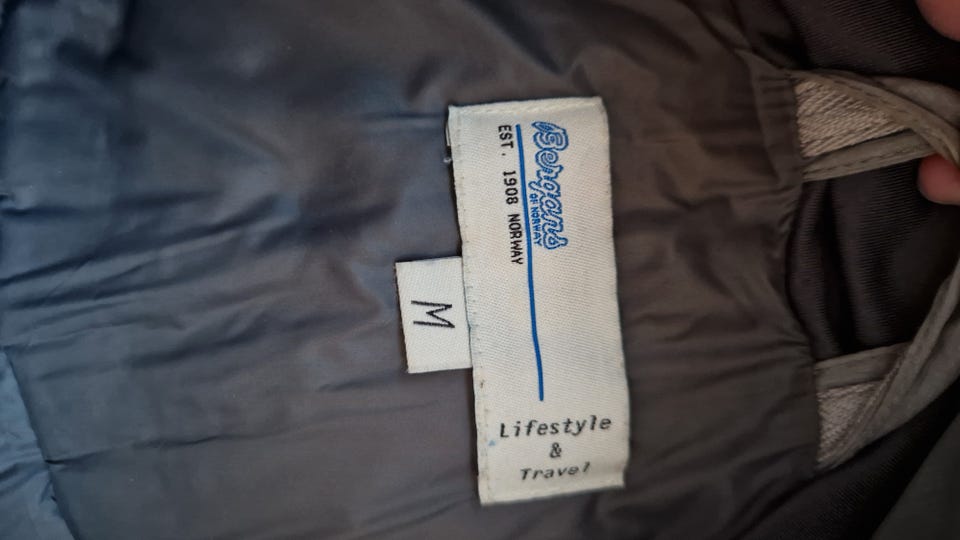 Bergans
OF NORWAY
EST. 1908 NORWAY
Lifestyle
&
Travel
M